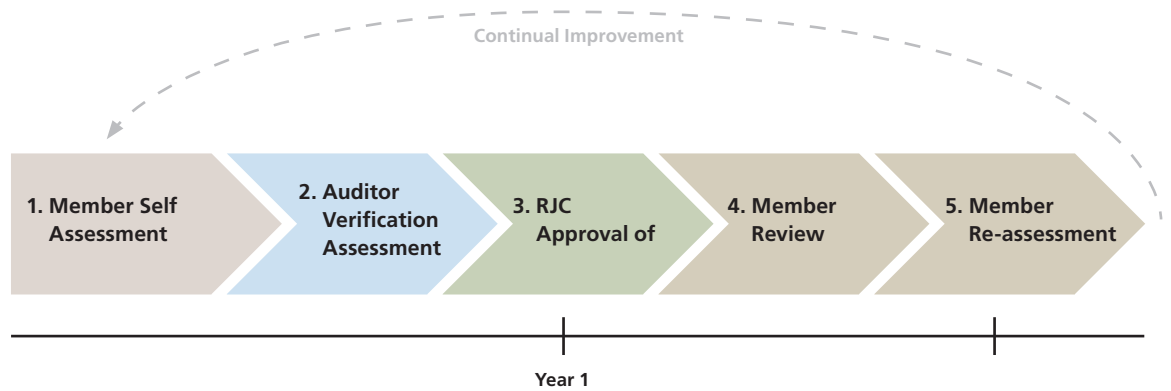 Continual Improvement
1. Member Self
Assessment
2. Auditor
Verification
Assessment
3. RJC
Approval of
4. Member
Review
5. Member
Re-assessment
Year 1